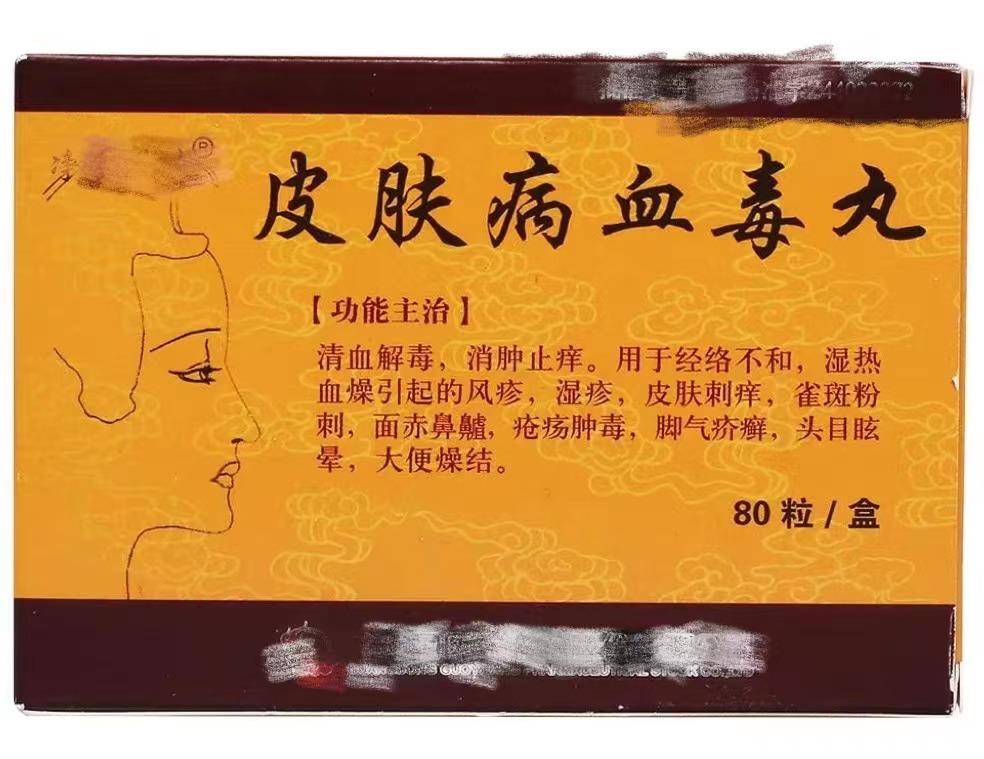 皮肤病血毒丸
【功能主治】
清血解毒，消肿止痒。用于经络不和，湿热
血燥引起的风疹，湿疹，皮肤刺痒，雀斑粉
刺，面赤鼻齇，疮疡肿毒，脚气疥癣，头目眩
晕，大便燥结。
80 粒 / 盒